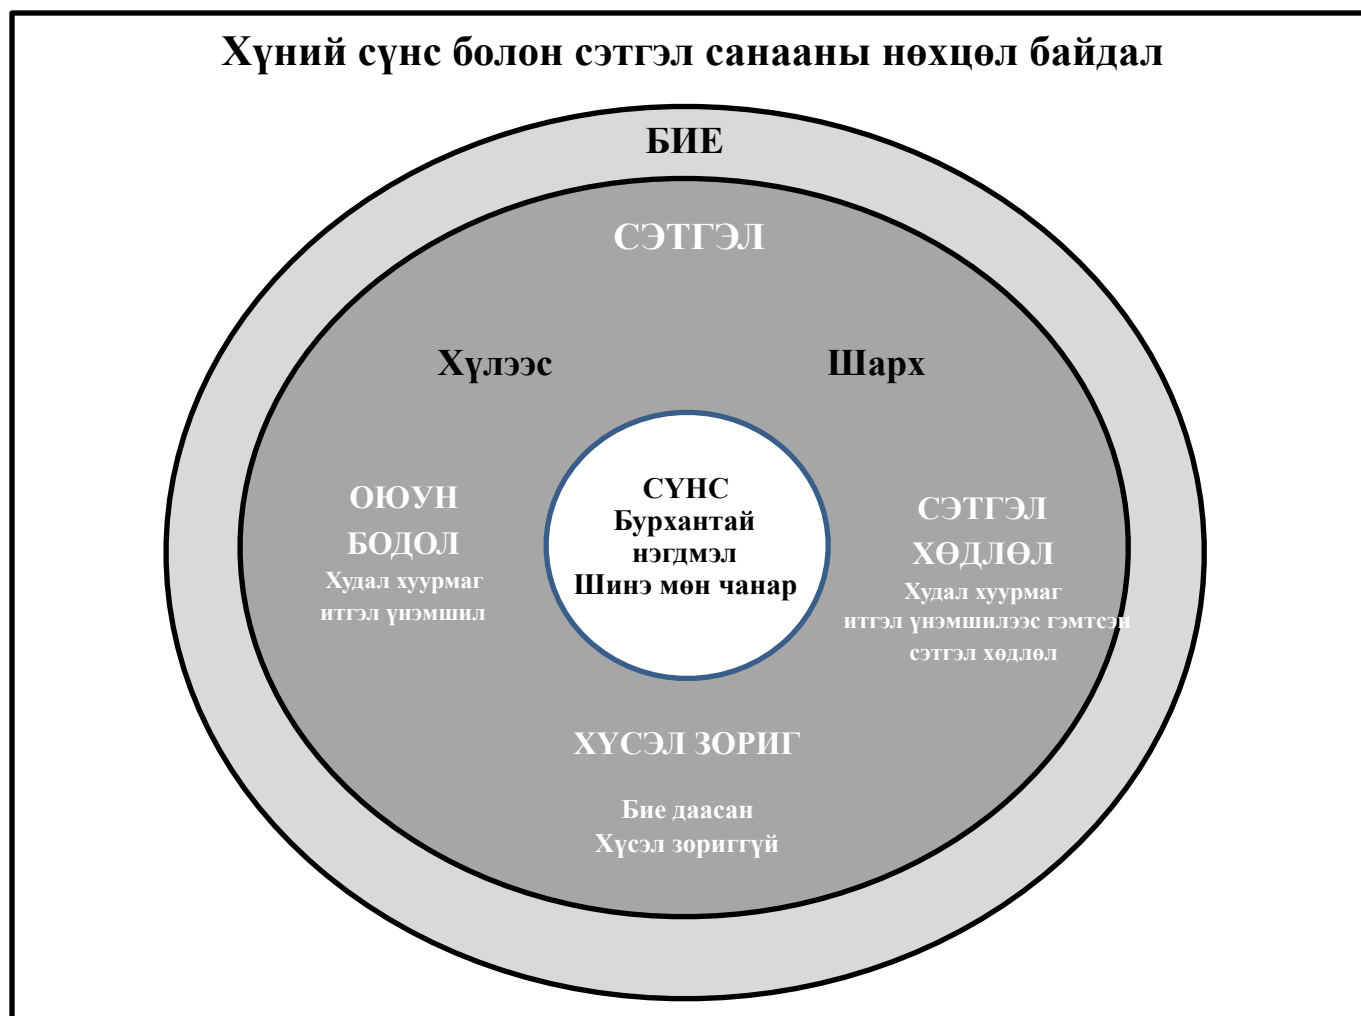 Хүний сүнс болон сэтгэл санааны нөхцөл байдал
БИЕ
СЭТГЭЛ
Хүлээс
Шарх
ОЮУН
БОДОЛ
Худал хуурмаг
итгэл үнэмшил
СҮНС
Бурхантай
нэгдмэл
Шинэ мөн чанар
СЭТГЭЛ
ХӨДЛӨЛ
Худал хуурмаг
итгэл үнэмшилээс гэмтсэн
сэтгэл хөдлөл
ХҮСЭЛ ЗОРИГ
Бие даасан
Хүсэл зориггүй